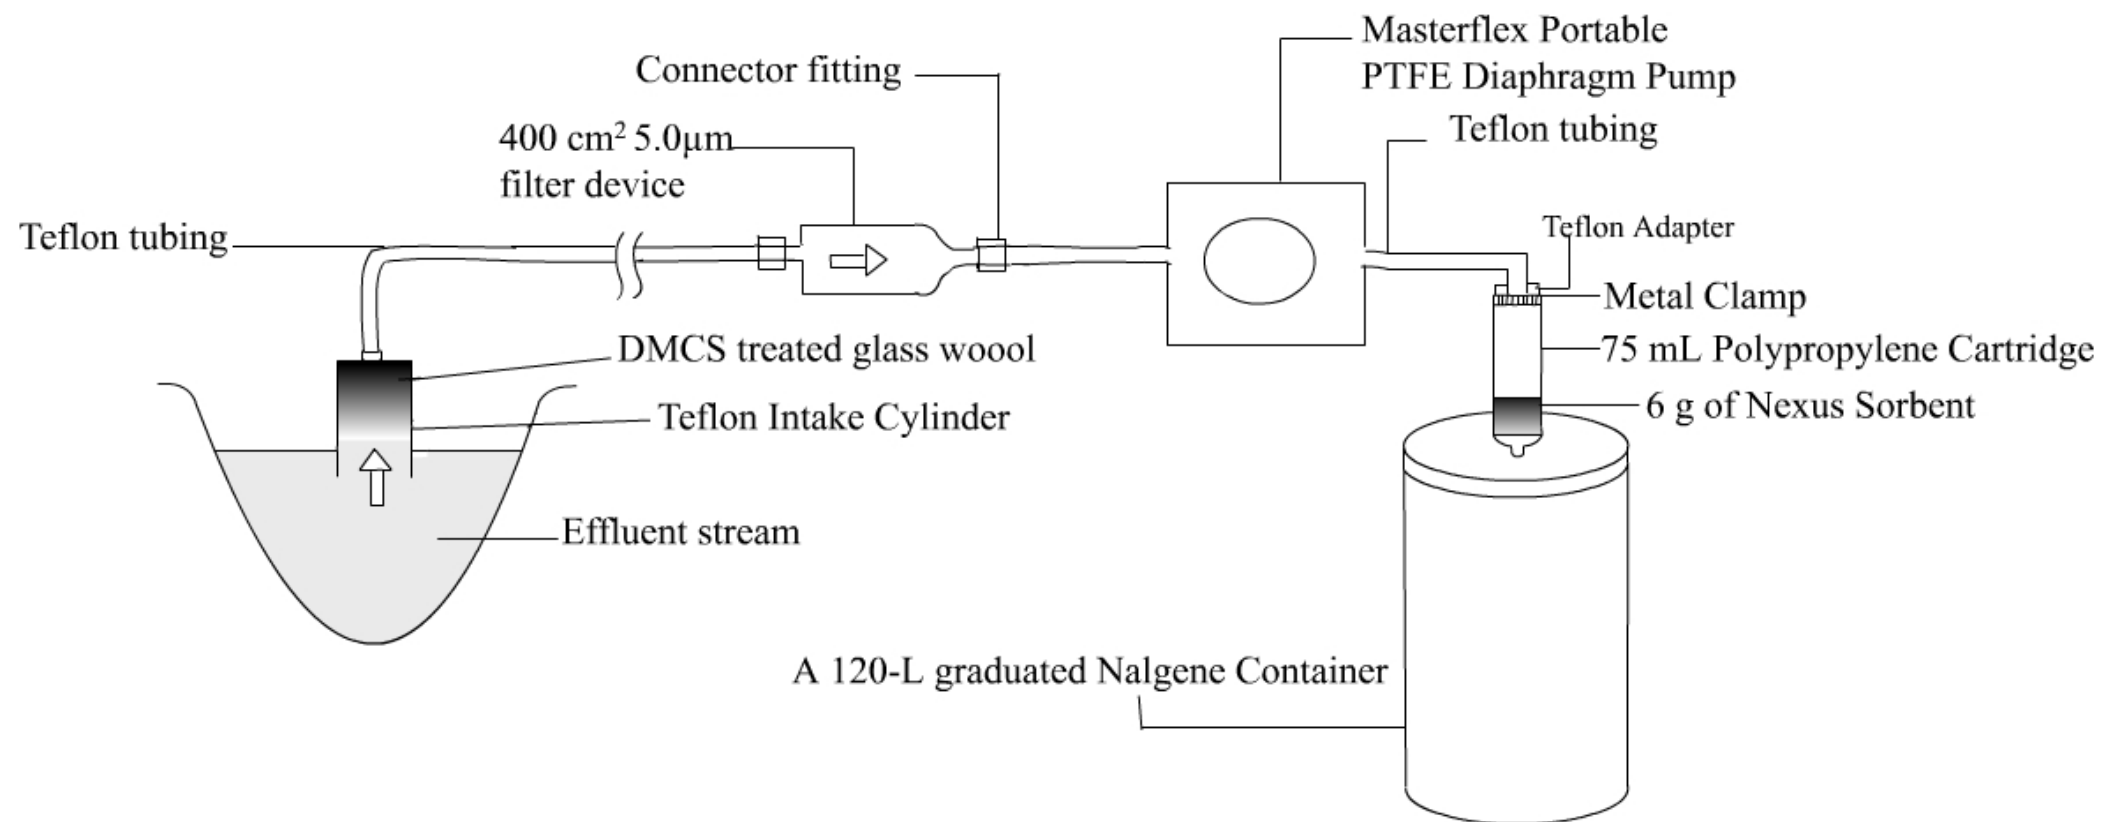 Masterflex Portable
PTFE Diaphragm Pump
Connector fitting
Teflon tubing
400 cm² 5.0µm
filter device
Teflon tubing
Teflon Adapter
Metal Clamp
DMCS treated glass woool
75 mL Polypropylene Cartridge
Teflon Intake Cylinder
6 g of Nexus Sorbent
Effluent stream
A 120-L graduated Nalgene Container